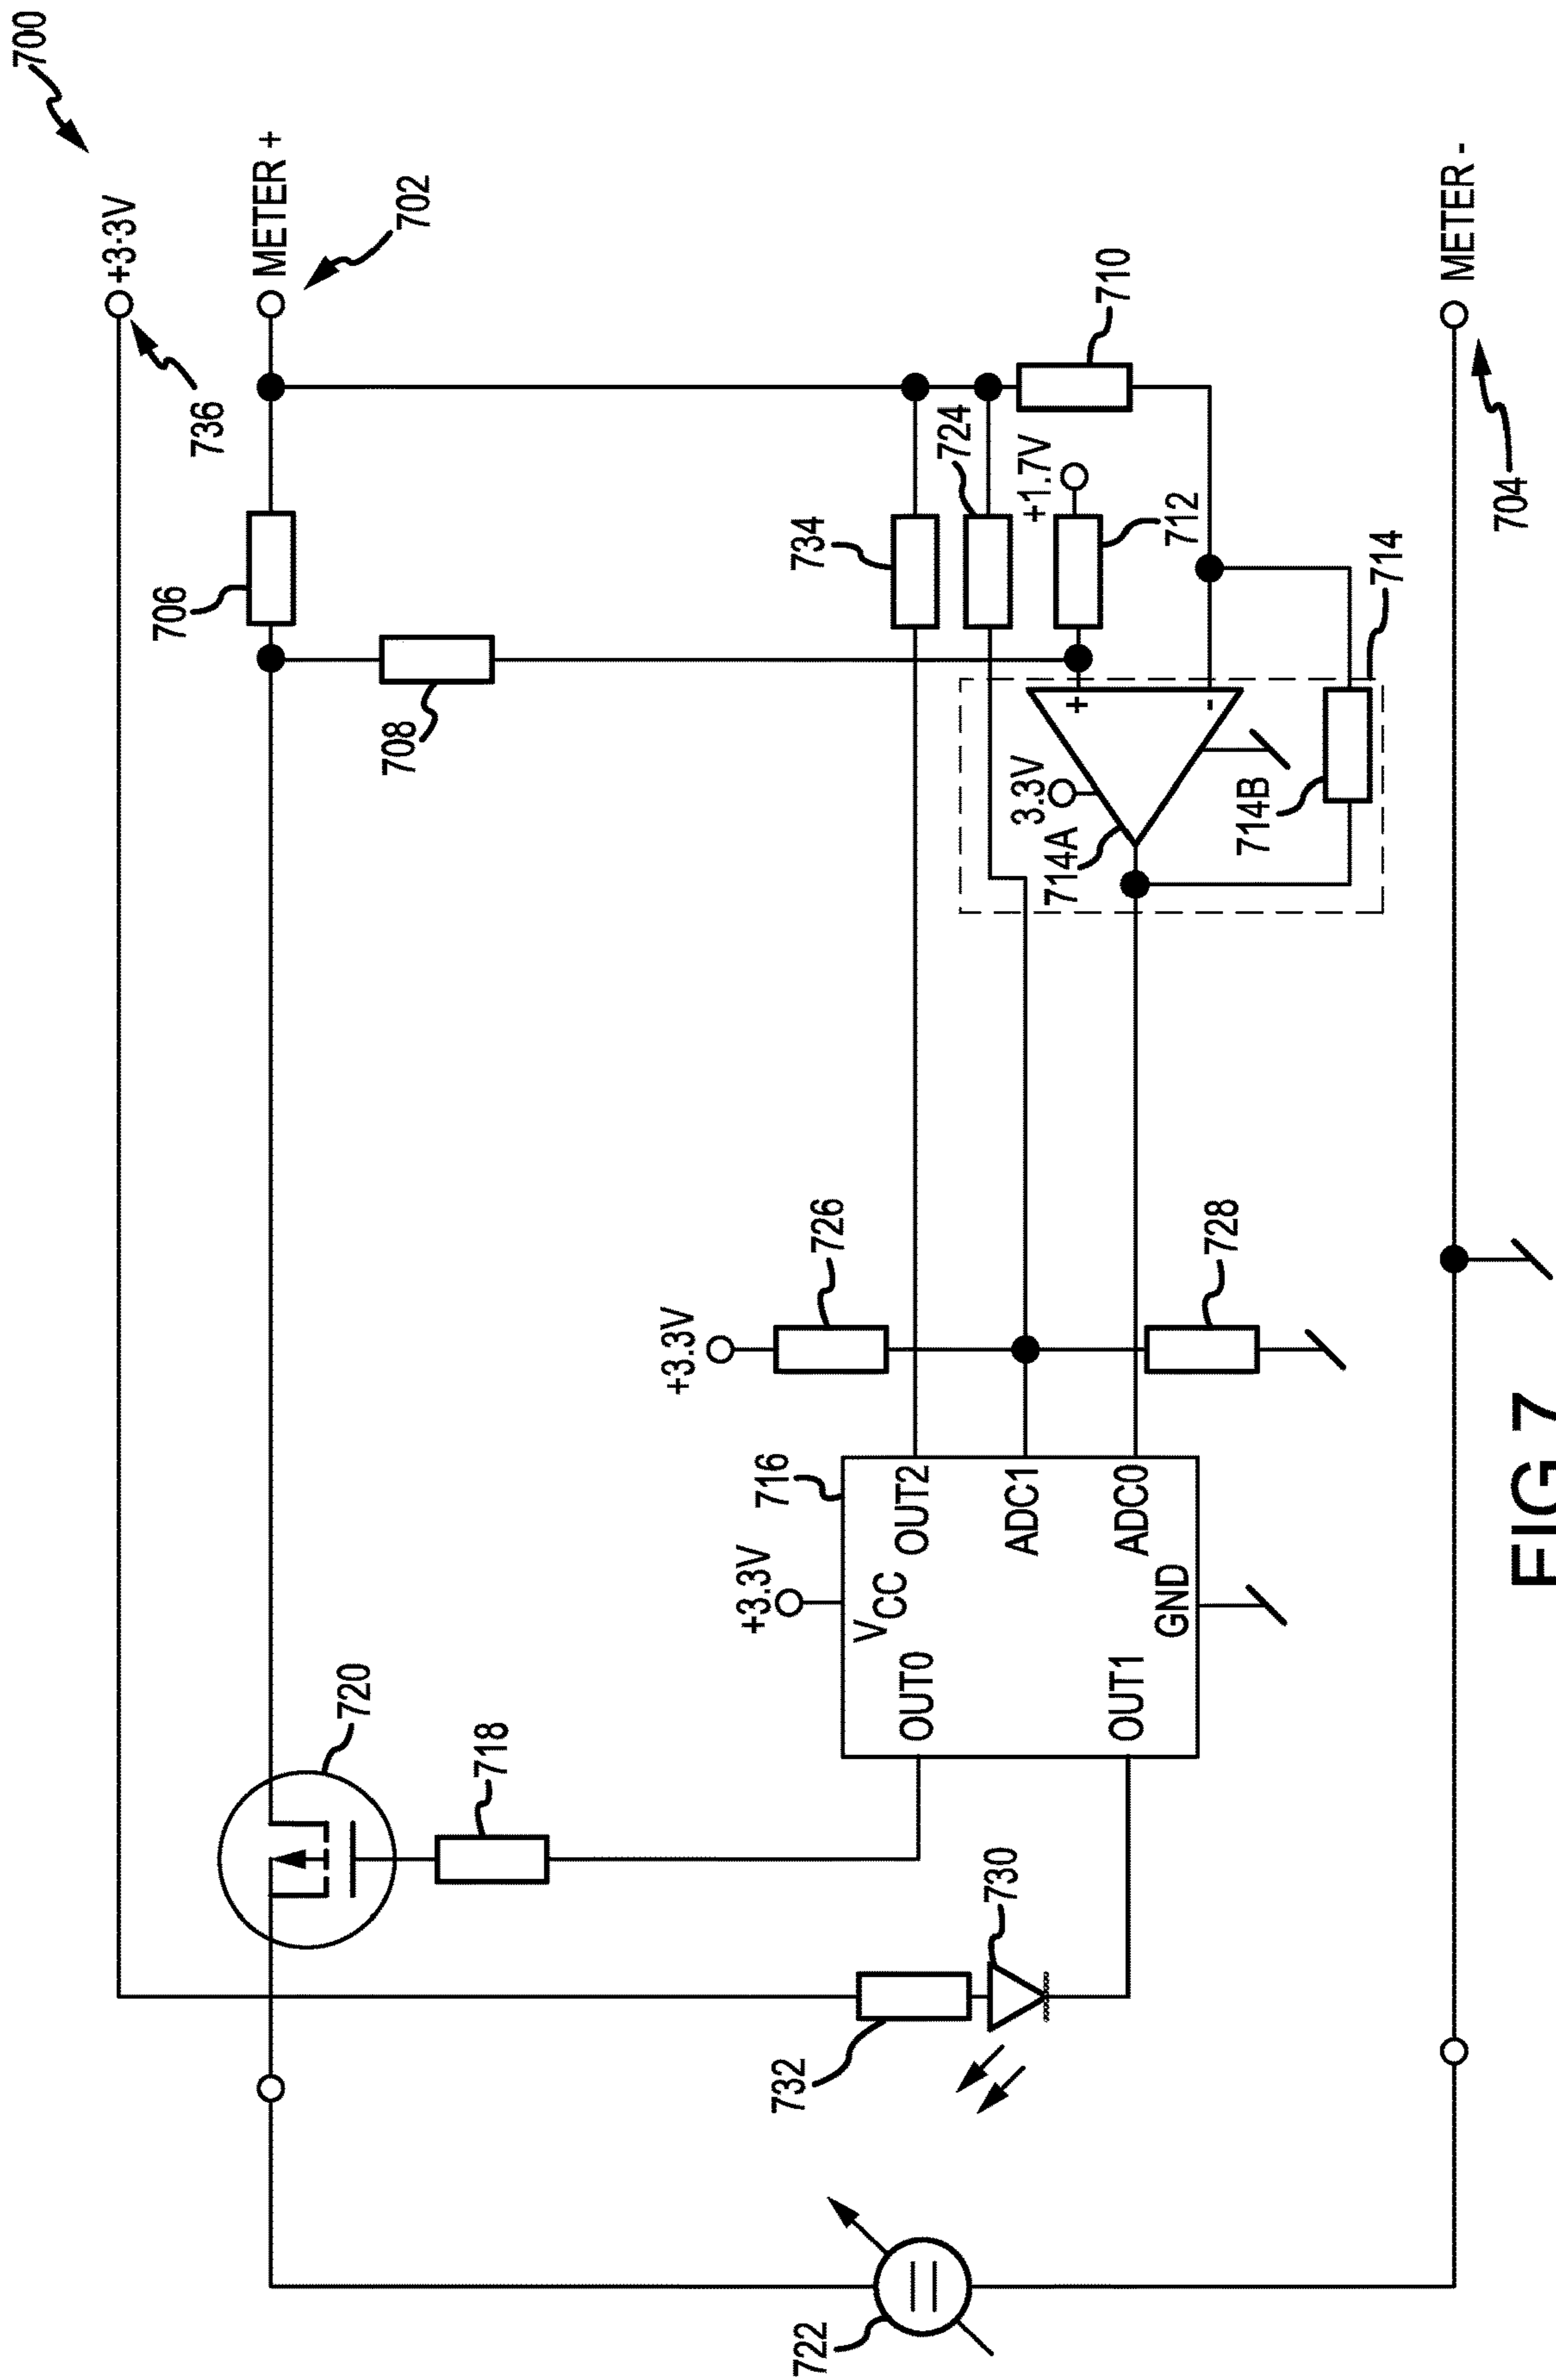 700
+3·3V
736
METER +
702
706
708
710
734
724
+1.7V
712
714
3.3V
714A
714B
METER -
704
726
+3.3V
728
716
+3.3V
VCC
OUT2
ADC1
ADC0
OUT0
OUT1
GND
720
718
730
732
722
FIG 7